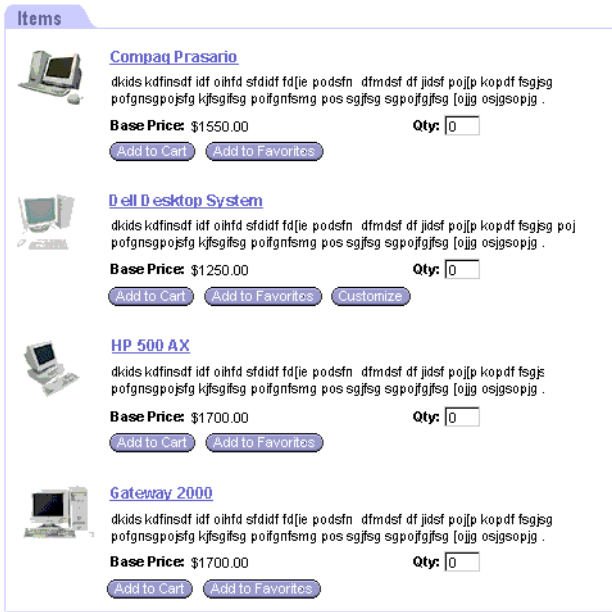 Items
Compaq Prasario
dkids kdfinsdf idf oihfd sfdidf fd[ie podsfn dfmdsf df jidsf poj[p kopdf fsgjsg
pofgnsgpojsfg kjfsgifsg poifgnfsmg pos sgjfsg sgpojfgjfsg [ojjg osjgsopjg .
Base Price: $1550.00 Qty: 0
Add to Cart Add to Favorites
Dell Desktop System
dkids kdfinsdf idf oihfd sfdidf fd[ie podsfn dfmdsf df jidsf poj[p kopdf fsgjsg poj
pofgnsgpojsfg kjfsgifsg poifgnfsmg pos sgjfsg sgpojfgjfsg [ojjg osjgsopjg .
Base Price: $1250.00 Qty: 0
Add to Cart Add to Favorites Customize
HP 500 AX
dkids kdfinsdf idf oihfd sfdidf fd[ie podsfn dfmdsf df jidsf poj[p kopdf fsgjs
pofgnsgpojsfg kjfsgifsg poifgnfsmg pos sgjfsg sgpojfgjfsg [ojjg osjgsopjg .
Base Price: $1700.00 Qty: 0
Add to Cart Add to Favorites
Gateway 2000
dkids kdfinsdf idf oihfd sfdidf fd[ie podsfn dfmdsf df jidsf poj[p kopdf fsgjsg
pofgnsgpojsfg kjfsgifsg poifgnfsmg pos sgjfsg sgpojfgjfsg [ojjg osjgsopjg .
Base Price: $1700.00 Qty: 0
Add to Cart Add to Favorites